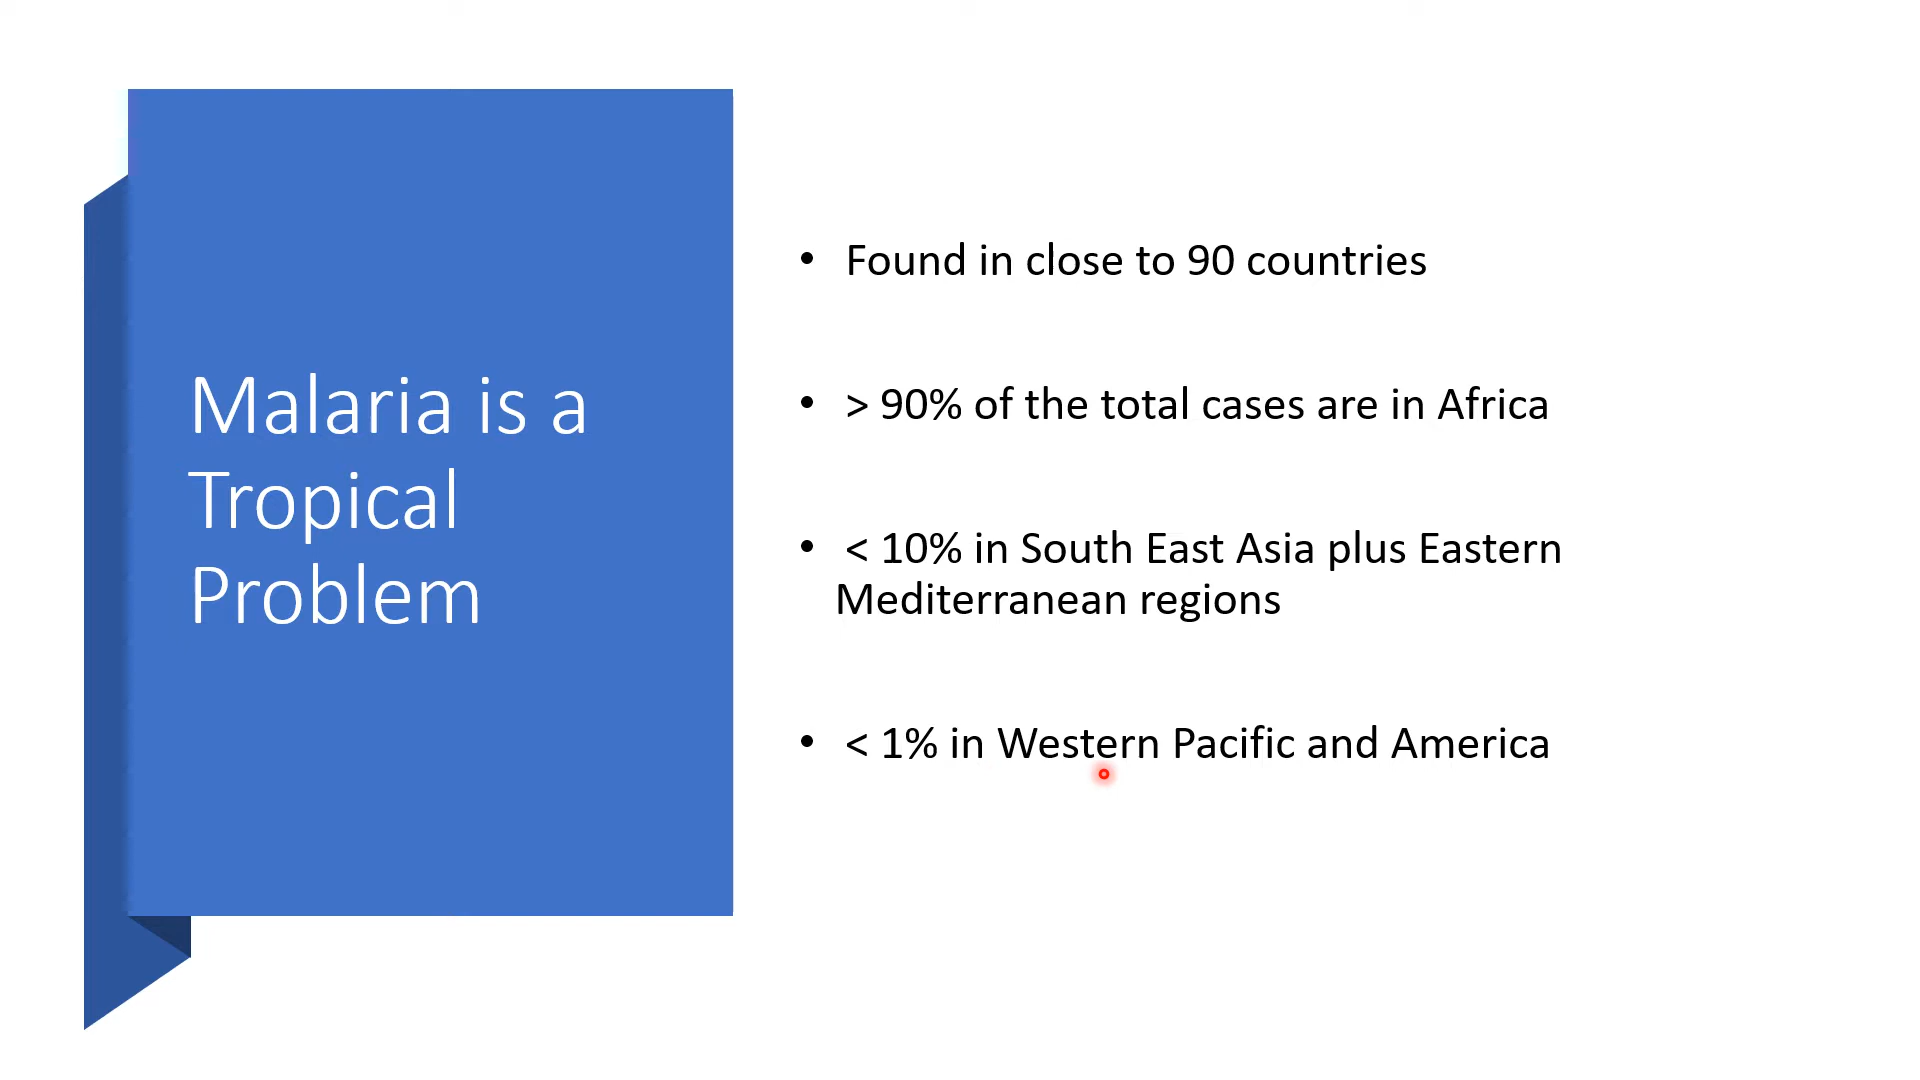 Malaria is a
Tropical
Problem
• Found in close to 90 countries
• > 90% of the total cases are in Africa
• < 10% in South East Asia plus Eastern
Mediterranean regions
• < 1% in Western Pacific and America